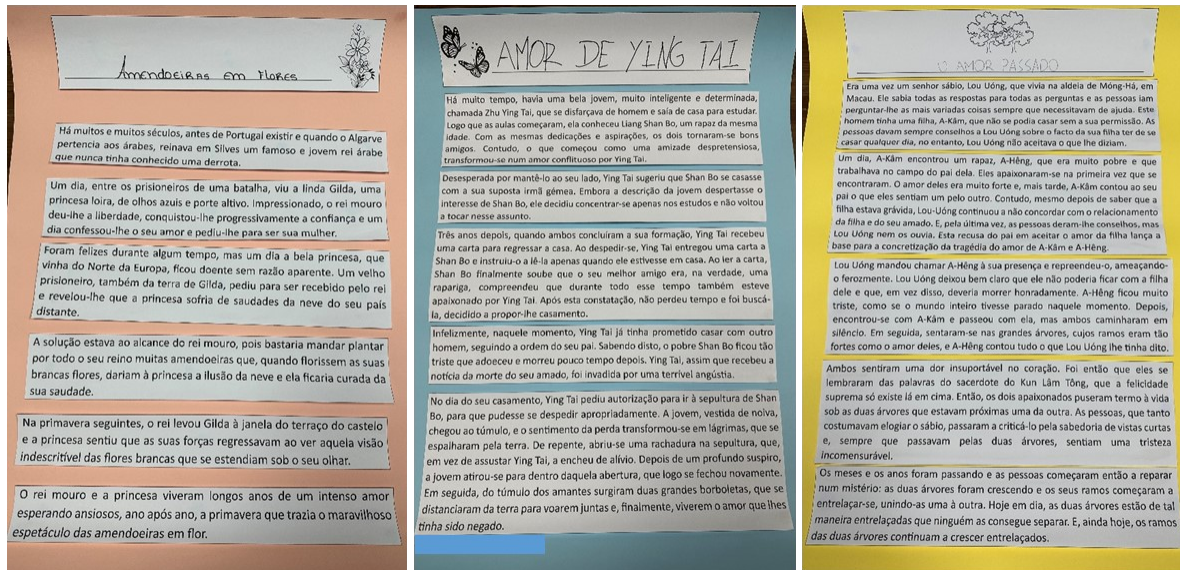 AMENDOEIRAS EM FLORES
Há muitos e muitos séculos, antes de Portugal existir e quando o Algarve
pertencia aos árabes, reinava em Silves um famoso e jovem rei árabe
que nunca tinha conhecido uma derrota.
Um dia, entre os prisioneiros de uma batalha, viu a linda Gilda, uma
princesa loira, de olhos azuis e porte altivo. Impressionado, o rei mouro
deu-lhe a liberdade, conquistou-lhe progressivamente a confiança e um
dia confessou-lhe o seu amor e pediu-lhe para ser sua mulher.
Foram felizes durante algum tempo, mas um dia a bela princesa, que
vinha do Norte da Europa, ficou doente sem razão aparente. Um velho
prisioneiro, também da terra de Gilda, pediu para ser recebido pelo rei
e revelou-lhe que a princesa sofria de saudades da neve do seu país
distante.
A solução estava ao alcance do rei mouro, pois bastaria mandar plantar
por todo o seu reino muitas amendoeiras que, quando florissem as suas
brancas flores, dariam à princesa a ilusão da neve e ela ficaria curada da
sua saudade.
Na primavera seguintes, o rei levou Gilda à janela do terraço do castelo
e a princesa sentiu que as suas forças regressavam ao ver aquela visão
indescritível das flores brancas que se estendiam sob o seu olhar.
O rei mouro e a princesa viveram longos anos de um intenso amor
esperando ansiosos, ano após ano, a primavera que trazia o maravilhoso
espetáculo das amendoeiras em flor.
AMOR DE YING TAI
Há muito tempo, havia uma bela jovem, muito inteligente e determinada,
chamada Zhu Ying Tai, que se disfarça de homem e saía de casa para estudar.
Logo que as aulas começaram, ela conheceu Liang Shan Bo, um rapaz da mesma
idade. Com as mesmas dedicações e aspirações, os dois tornaram-se bons
amigos. Contudo, o que começou como uma amizade despretensiosa,
transformou-se num amor conflituoso por Ying Tai.
Desesperada por mantê-lo ao seu lado, Ying Tai sugeriu que Shan Bo se casasse
com a sua suposta irmã gémea. Embora a descrição da jovem despertasse o
interesse de Shan Bo, ele decidiu concentrar-se apenas nos estudos e não voltou
a tocar nesse assunto.
Três anos depois, quando ambos concluíram a sua formação, Ying Tai recebeu
uma carta para regressar a casa. Ao despedir-se, Ying Tai entregou uma carta a
Shan Bo e instruiu-o a lê-la apenas quando ele estivesse em casa. Ao ler a carta,
Shan Bo finalmente soube que o seu melhor amigo era, na verdade, uma
rapariga, compreendeu que durante todo esse tempo também esteve
apaixonado por Ying Tai. Após esta constatação, não perdeu tempo e foi buscá-
la, decidido a propor-lhe casamento.
Infelizmente, naquele momento, Ying Tai já tinha prometido casar com outro
homem, seguindo a ordem do seu pai. Sabendo disto, o pobre Shan Bo ficou tão
triste que adoeceu e morreu pouco tempo depois. Ying Tai, assim que recebeu a
notícia da morte do seu amado, foi invadida por uma terrível angústia.
No dia do seu casamento, Ying Tai pediu autorização para ir à sepultura de Shan
Bo, para que pudesse se despedir apropriadamente. A jovem, vestida de noiva,
chegou ao túmulo, e o sentimento da perda transformou-se em lágrimas, que se
espalharam pela terra. De repente, abriu-se uma rachadura na sepultura, que,
em vez de assustar Ying Tai, a encheu de alívio. Depois de um profundo suspiro,
a jovem atirou-se para dentro daquela abertura, que logo se fechou novamente.
Em seguida, do túmulo dos amantes surgiram duas grandes borboletas, que se
distanciaram da terra para voarem juntas e, finalmente, viverem o amor que lhes
tinha sido negado.
O AMOR PASSADO
Era uma vez um senhor sábio, Lou Uóng, que vivia na aldeia de Móng-Há, em
Macau. Ele sabia todas as respostas para todas as perguntas e as pessoas iam
perguntar-lhe as mais variadas coisas sempre que necessitavam de ajuda. Este
homem tinha uma filha, A-Kâm, que não se podia casar sem a sua permissão. As
pessoas davam sempre conselhos a Lou Uóng sobre o facto da sua filha ter de se
casar qualquer dia, no entanto, Lou Uóng não aceitava o que lhe diziam.
Um dia, A-Kâm encontrou um rapaz, A-Hêng, que era muito pobre e que
trabalhava no campo do pai dela. Eles apaixonaram-se na primeira vez que se
encontraram. O amor deles era muito forte e, mais tarde, A-Kâm contou ao seu
pai o que eles sentiam um pelo outro. Contudo, mesmo depois de saber que a
filha estava grávida, Lou-Uóng continuou a não concordar com o relacionamento
da filha e do seu amado. E, pela última vez, as pessoas deram-lhe conselhos, mas
Lou Uóng nem os ouvia. Esta recusa do pai em aceitar o amor da filha lança a
base para a concretização da tragédia do amor de A-Kâm e A-Hêng.
Lou Uóng mandou chamar A-Hêng à sua presença e repreendeu-o, ameaçando-
o ferozmente. Lou Uóng deixou bem claro que ele não poderia ficar com a filha
dele e que, em vez disso, deveria morrer honradamente. A-Hêng ficou muito
triste, como se o mundo inteiro tivesse parado naquele momento. Depois,
encontrou-se com A-Kâm e passeou com ela, mas ambos caminharam em
silêncio. Em seguida, sentaram-se nas grandes árvores, cujos ramos eram tão
fortes como o amor deles, e A-Hêng contou tudo o que Lou Uóng lhe tinha dito.
Ambos sentiram uma dor insuportável no coração. Foi então que eles se
lembraram das palavras do sacerdote do Kun Lâm Tông, que a felicidade
suprema só existe lá em cima. Então, os dois apaixonados puseram termo à vida
sob as duas árvores que estavam próximas uma da outra. As pessoas, que tanto
costumavam elogiar o sábio, passaram a criticá-lo pela sabedoria de vistas curtas
e, sempre que passavam pelas duas árvores, sentiam uma tristeza
incomensurável.
Os meses e os anos foram passando e as pessoas começaram então a reparar
num mistério: as duas árvores foram crescendo e os seus ramos começaram a
entrelaçar-se, unindo-as uma à outra. Hoje em dia, as duas árvores estão de tal
maneira entrelaçadas que ninguém as consegue separar. E, ainda hoje, os ramos
das duas árvores continuam a crescer entrelaçados.